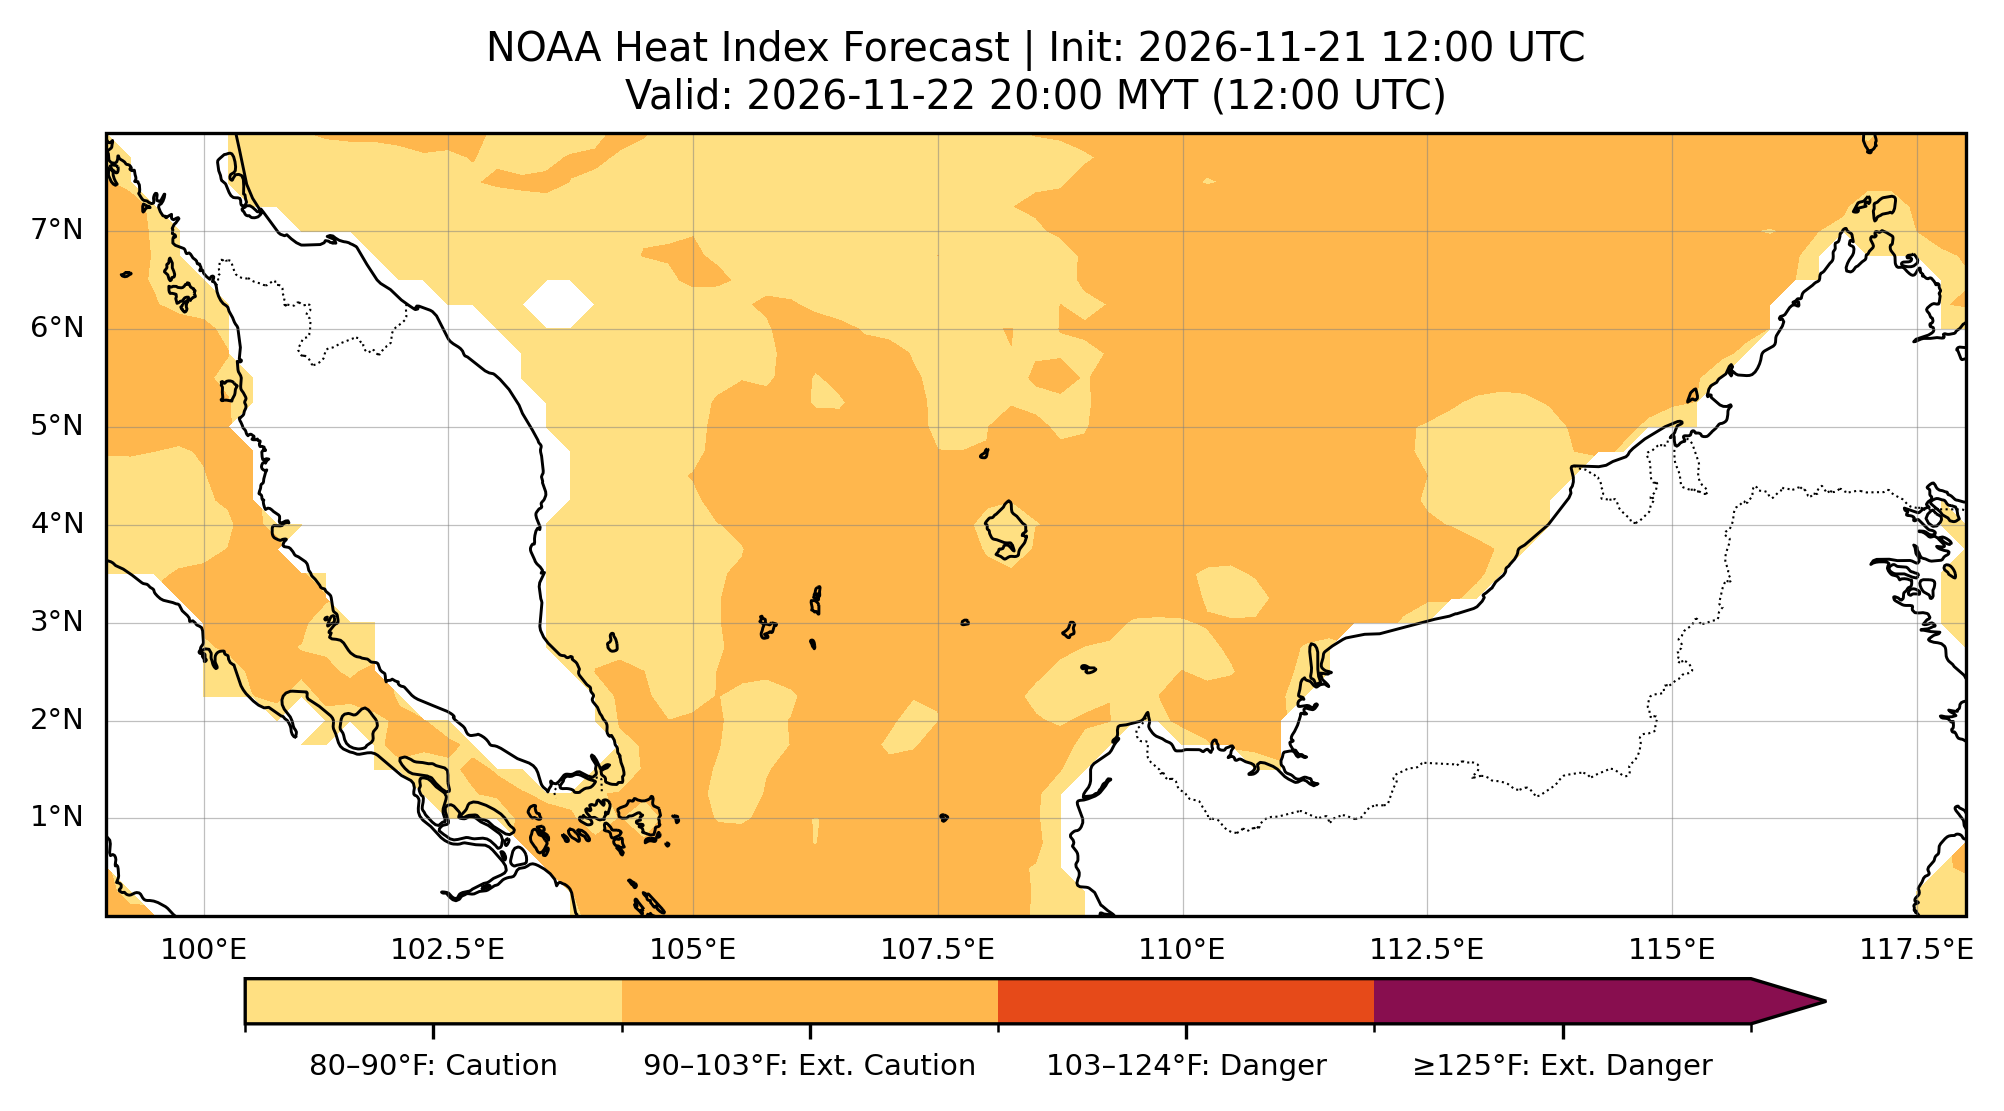 NOAA Heat Index Forecast | Init: 2026-11-21 12:00 UTC
Valid: 2026-11-22 20:00 MYT (12:00 UTC)
7°N
6°N
5°N
4°N
3°N
2°N
1°N
100°E
102.5°E
105°E
107.5°E
110°E
112.5°E
115°E
117.5°E
80–90°F: Caution
90–103°F: Ext. Caution
103–124°F: Danger
≥125°F: Ext. Danger